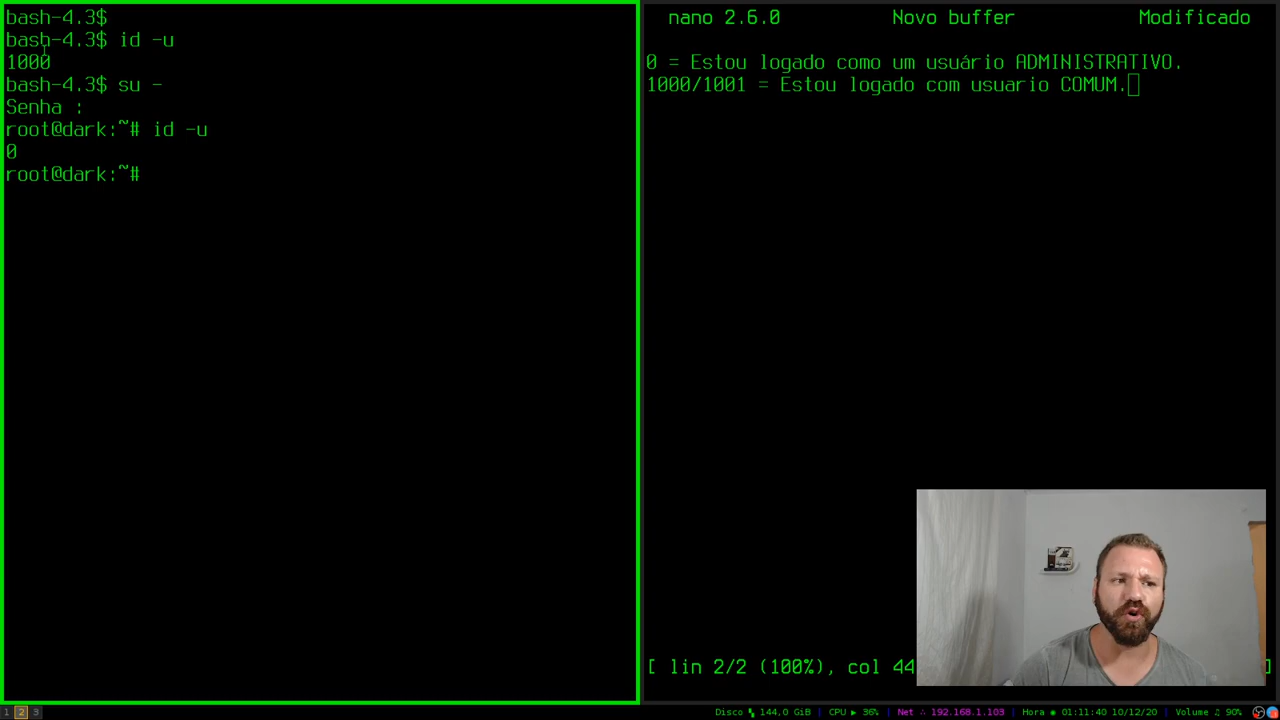 bash-4.3$
bash-4.3$ id -u
1000
bash-4.3$ su -
Senha :
root@dark:~# id -u
0
root@dark:~#
nano 2.6.0 Novo buffer Modificado
0 = Estou logado como um usuário ADMINISTRATIVO.
1000/1001 = Estou logado com usuario COMUM.
[ lin 2/2 (100%), col 44 ]
1 2 3 Disco 144,0 GiB | CPU ► 36% | Net ∴ 192.168.1.103 | Hora ◉ 01:11:40 10/12/20 | Volume ♫ 90%